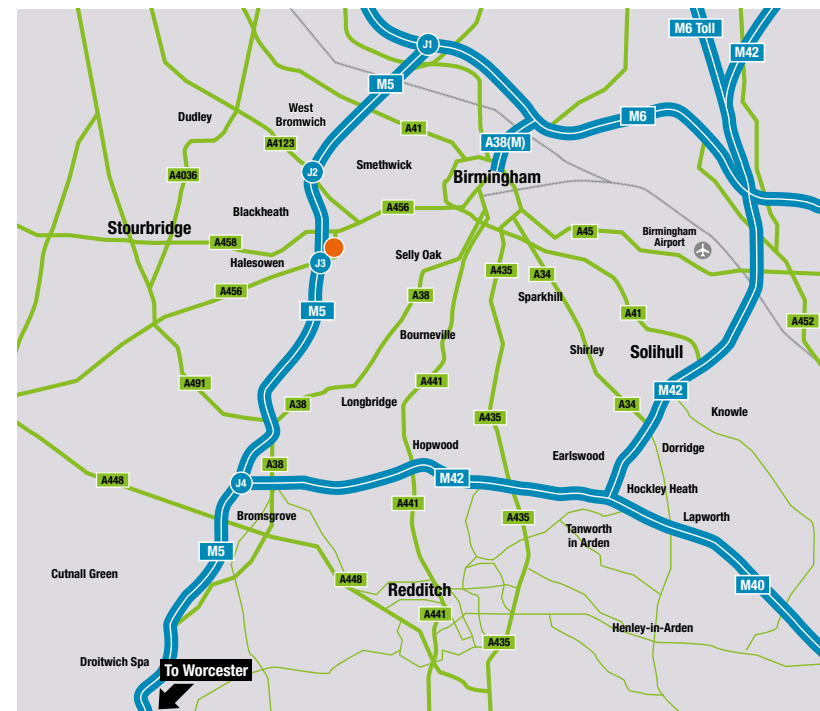 M6 Toll
J1
M42
M5
Dudley
West
Bromwich
M6
A41
A4123
A38(M)
Smethwick
J2
A4036
Birmingham
Blackheath
A456
Stourbridge
A45
Birmingham
Airport
A458
Selly Oak
Halesowen
J3
A435
A34
A456
A38
Sparkhill
M5
A41
A452
Bourneville
Shirley
Solihull
A491
A441
M42
Longbridge
A38
A34
Knowle
A435
Hopwood
Dorridge
Earlswood
A38
A448
J4
M42
Hockley Heath
A441
Bromsgrove
A435
Lapworth
Tanworth
in Arden
M5
Cutnall Green
A448
Redditch
M40
A441
Henley-in-Arden
A435
Droitwich Spa
To Worcester